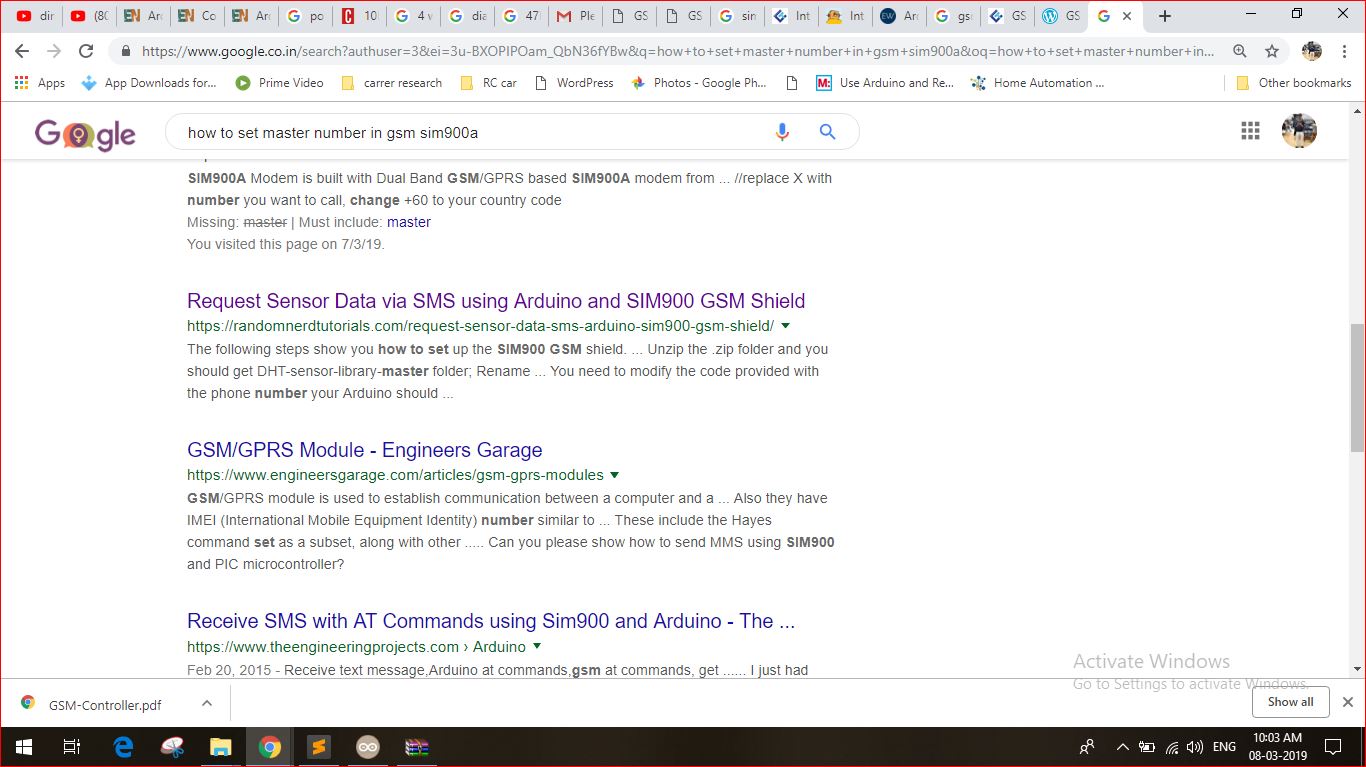 dir
(80
Arc
Co
Ar
po
10
4 v
dia
47
Ple
GS
GS
sin
Int
Int
EW
Arc
gs
GS
GS
https://www.google.co.in/search?authuser=3&ei=3u-BXOPIPOam_QbN36fYBw&q=how+to+set+master+number+in+gsm+sim900a&oq=how+to+set+master+number+in...
Apps
App Downloads for...
Prime Video
carrer research
RC car
WordPress
Photos - Google Ph...
M:
Use Arduino and Re...
Home Automation ...
Other bookmarks
Google
how to set master number in gsm sim900a
SIM900A Modem is built with Dual Band GSM/GPRS based SIM900A modem from ... //replace X with
number you want to call, change +60 to your country code
Missing: master | Must include: master
You visited this page on 7/3/19.
Request Sensor Data via SMS using Arduino and SIM900 GSM Shield
https://randomnerdtutorials.com/request-sensor-data-sms-arduino-sim900-gsm-shield/
The following steps show you how to set up the SIM900 GSM shield. ... Unzip the .zip folder and you
should get DHT-sensor-library-master folder; Rename ... You need to modify the code provided with
the phone number your Arduino should ...
GSM/GPRS Module - Engineers Garage
https://www.engineersgarage.com/articles/gsm-gprs-modules
GSM/GPRS module is used to establish communication between a computer and a ... Also they have
IMEI (International Mobile Equipment Identity) number similar to ... These include the Hayes
command set as a subset, along with other ..... Can you please show how to send MMS using SIM900
and PIC microcontroller?
Receive SMS with AT Commands using Sim900 and Arduino - The ...
https://www.theengineeringprojects.com › Arduino
Feb 20, 2015 - Receive text message,Arduino at commands,gsm at commands, get ...... I just had
Activate Windows
Go to Settings to activate Windows.
GSM-Controller.pdf
Show all
ENG
10:03 AM
08-03-2019